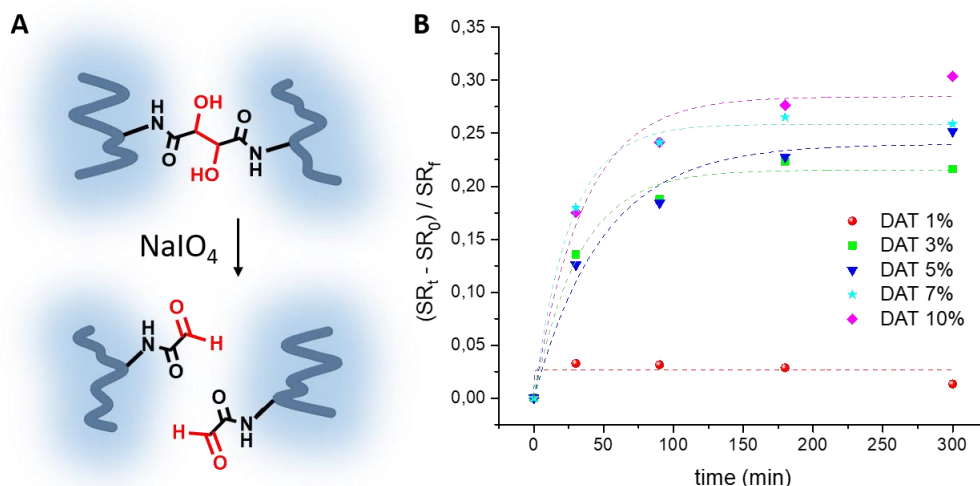 A
H
N
OH
O
O
HO
N
H
NaIO4
O
H
N
H
O
O
H
N
H
O
B
(SRt - SR0) / SRf
0,35
0,30
0,25
0,20
0,15
0,10
0,05
0,00
DAT 1%
DAT 3%
DAT 5%
DAT 7%
DAT 10%
0 50 100 150 200 250 300
time (min)